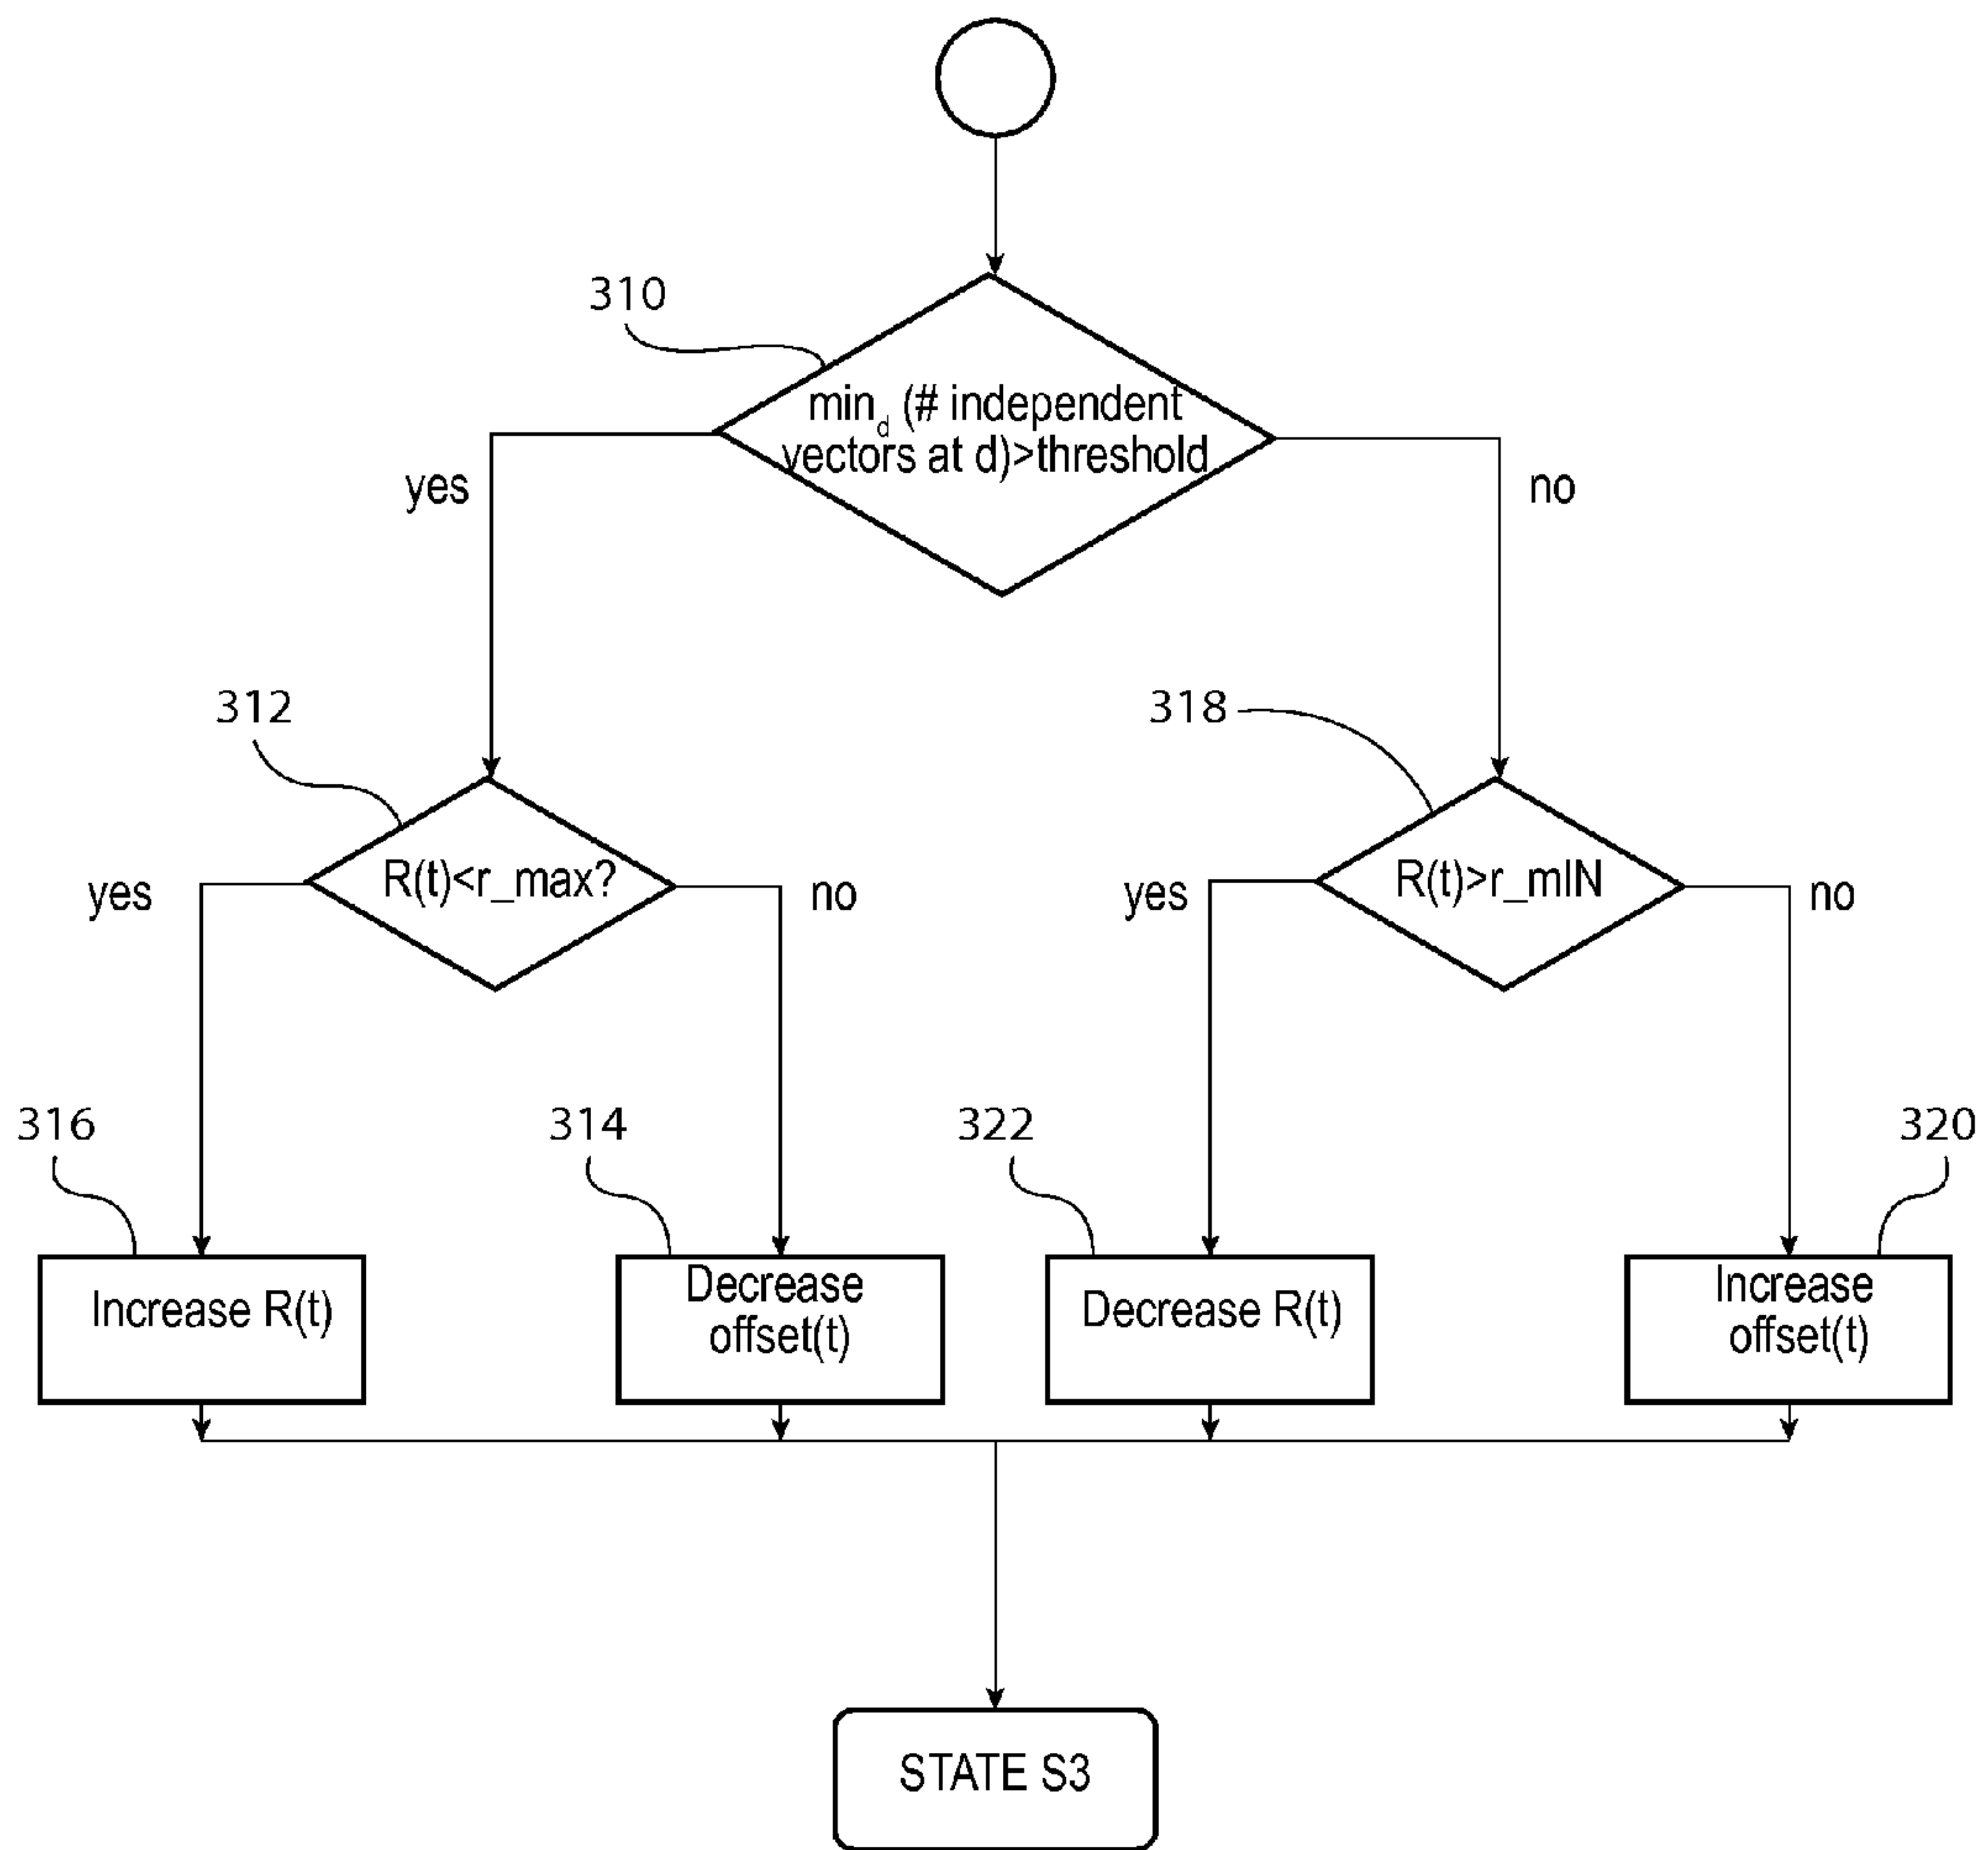 310
min_d (# independent
vectors at d)>threshold
yes
no
312
318
R(t)<r_max?
R(t)>r_mIN
yes
no
yes
no
316
314
322
320
Increase R(t)
Decrease
offset(t)
Decrease R(t)
Increase
offset(t)
STATE S3